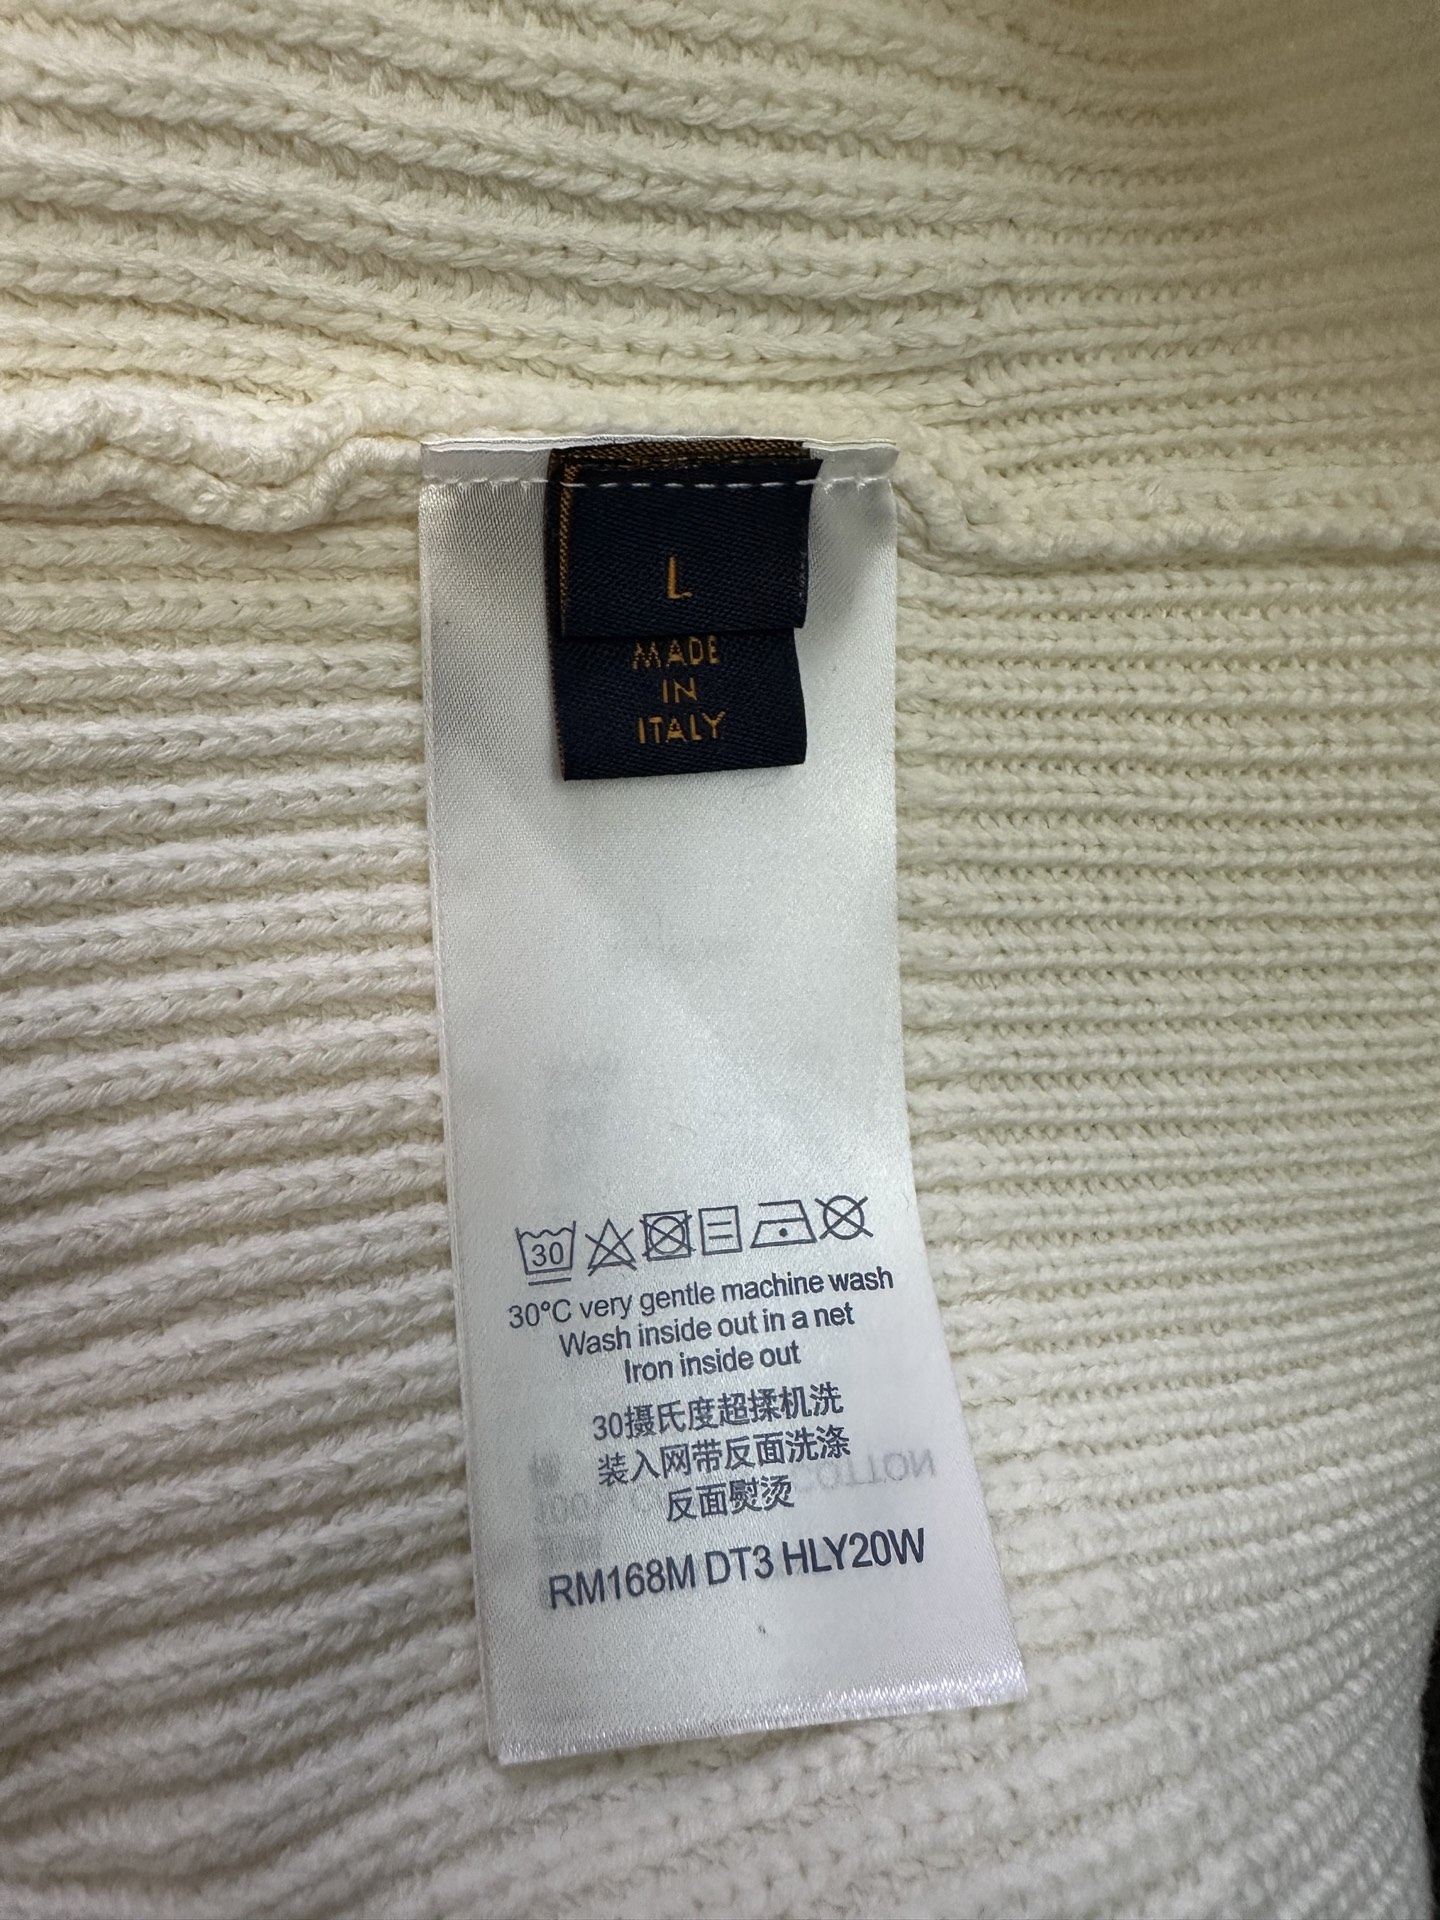 L
MADE
IN
ITALY
30
30°C very gentle machine wash
Wash inside out in a net
Iron inside out
30摄氏度超揉机洗
装入网带反面洗涤
反面熨烫
RM168M DT3 HLY20W